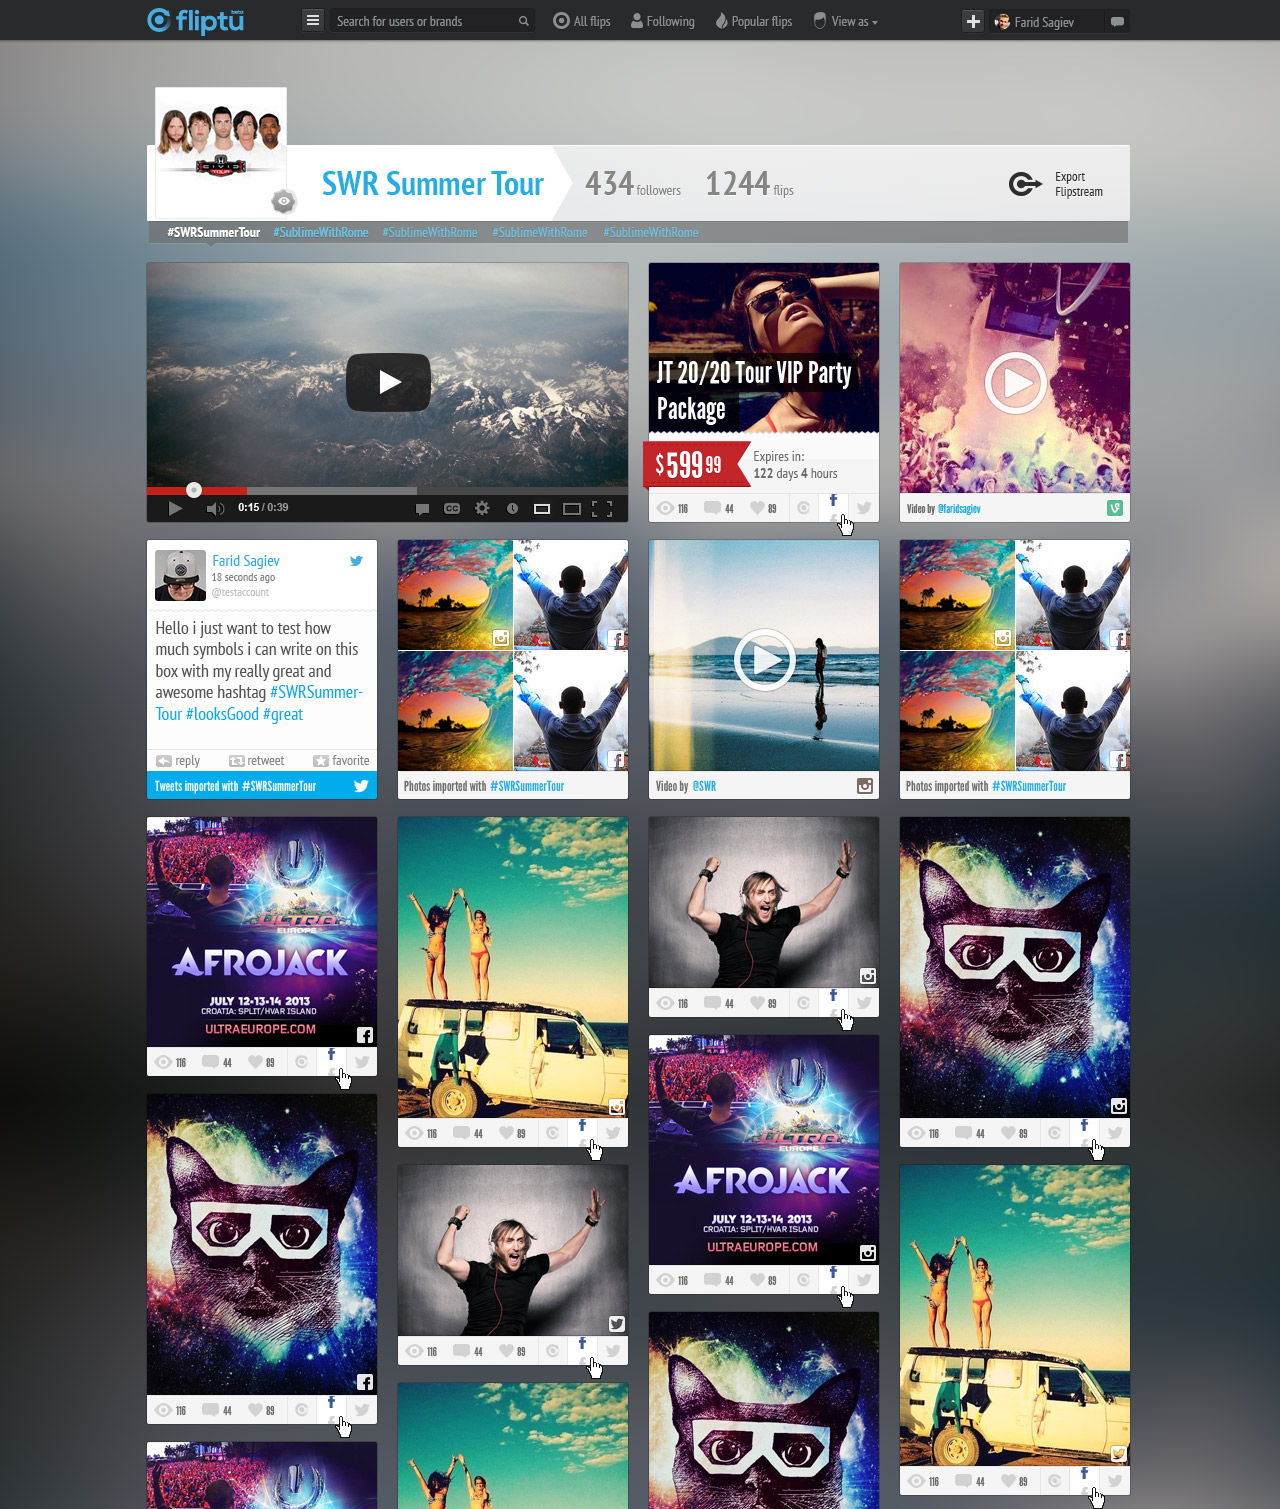 fliptu beta
Search for users or brands
All flips
Following
Popular flips
View as
Farid Sagiev
CIVIC
TOUR
SWR Summer Tour
434 followers
1244 flips
Export
Flipstream
#SWRSummerTour
#SublimeWithRome
#SublimeWithRome
#SublimeWithRome
#SublimeWithRome
0:15 / 0:39
CC
JT 20/20 Tour VIP Party
Package
$599 99
Expires in:
122 days 4 hours
116 44 89
Video by @faridsagiev
Farid Sagiev
18 seconds ago
@testaccount
Hello i just want to test how
much symbols i can write on this
box with my really great and
awesome hashtag #SWRSummer-
Tour #looksGood #great
reply
retweet
favorite
Tweets imported with #SWRSummerTour
Photos imported with #SWRSummerTour
Video by @SWR
Photos imported with #SWRSummerTour
ULTRA
EUROPE
AFROJACK
JULY 12•13•14 2013
CROATIA: SPLIT/HVAR ISLAND
ULTRAEUROPE.COM
116 44 89
116 44 89
116 44 89
116 44 89
116 44 89
116 44 89
ULTRA
EUROPE
AFROJACK
JULY 12•13•14 2013
CROATIA: SPLIT/HVAR ISLAND
ULTRAEUROPE.COM
116 44 89
116 44 89